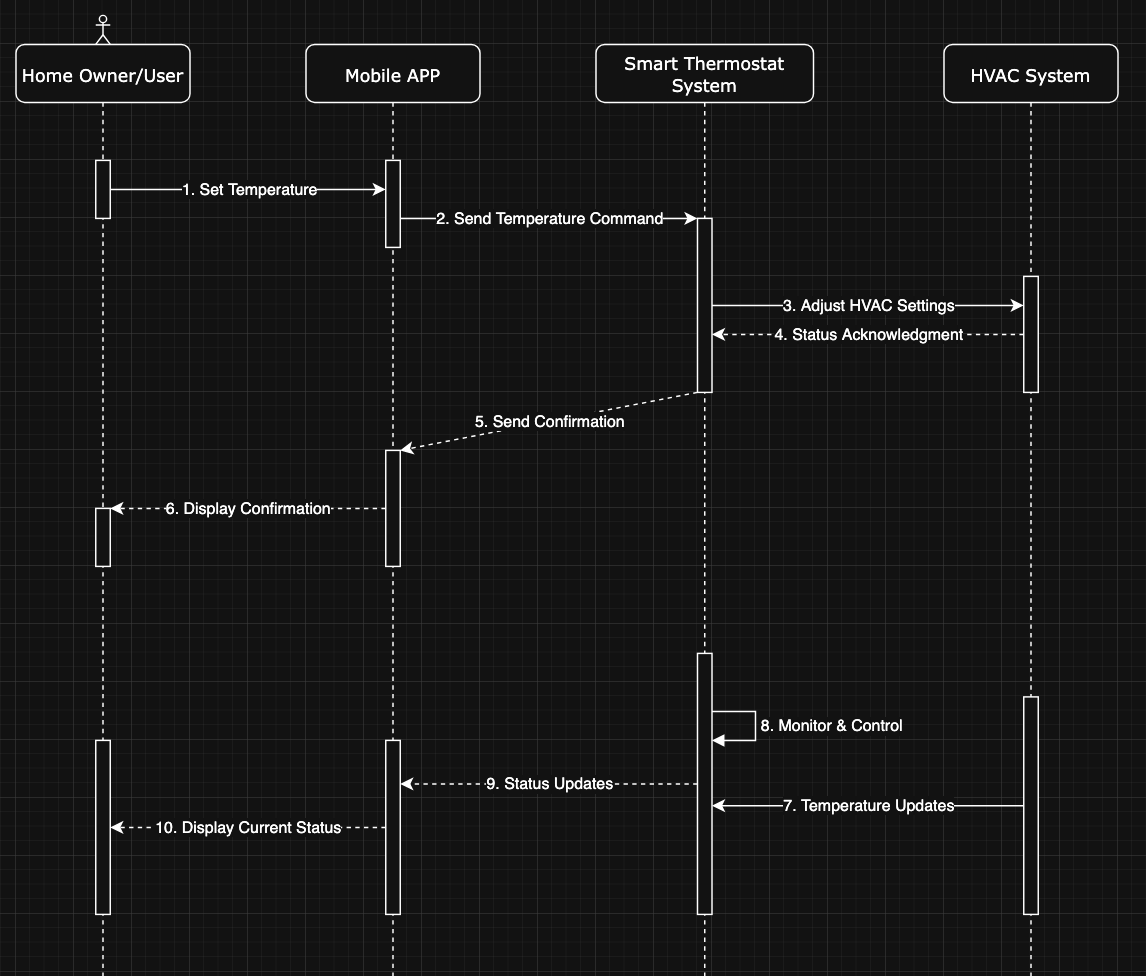 Home Owner/User
Mobile APP
Smart Thermostat
System
HVAC System
1. Set Temperature
2. Send Temperature Command
3. Adjust HVAC Settings
4. Status Acknowledgment
5. Send Confirmation
6. Display Confirmation
8. Monitor & Control
9. Status Updates
7. Temperature Updates
10. Display Current Status